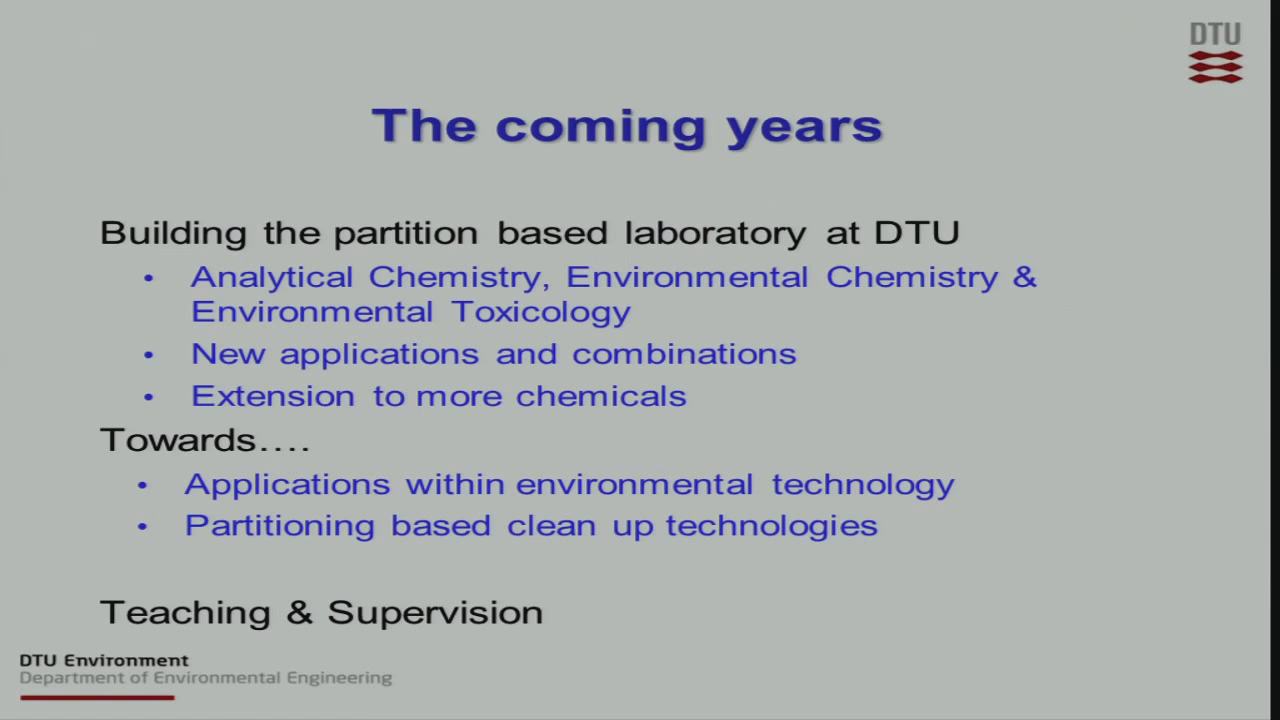 DTU
The coming years
Building the partition based laboratory at DTU
• Analytical Chemistry, Environmental Chemistry &
Environmental Toxicology
• New applications and combinations
• Extension to more chemicals
Towards....
• Applications within environmental technology
• Partitioning based clean up technologies
Teaching & Supervision
DTU Environment
Department of Environmental Engineering